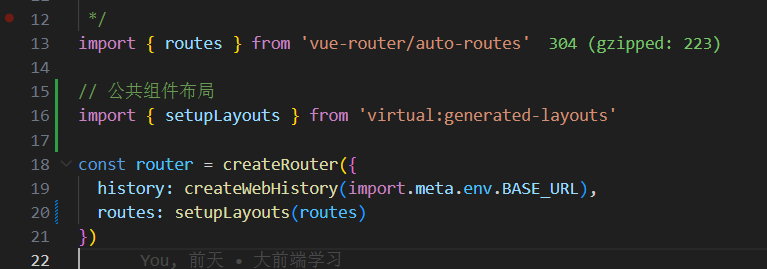 12 */
13 import { routes } from 'vue-router/auto-routes' 304 (gzipped: 223)
14
15 // 公共组件布局
16 import { setupLayouts } from 'virtual:generated-layouts'
17
18 const router = createRouter({
19 history: createWebHistory(import.meta.env.BASE_URL),
20 routes: setupLayouts(routes)
21 })
22 You, 前天 • 大前端学习